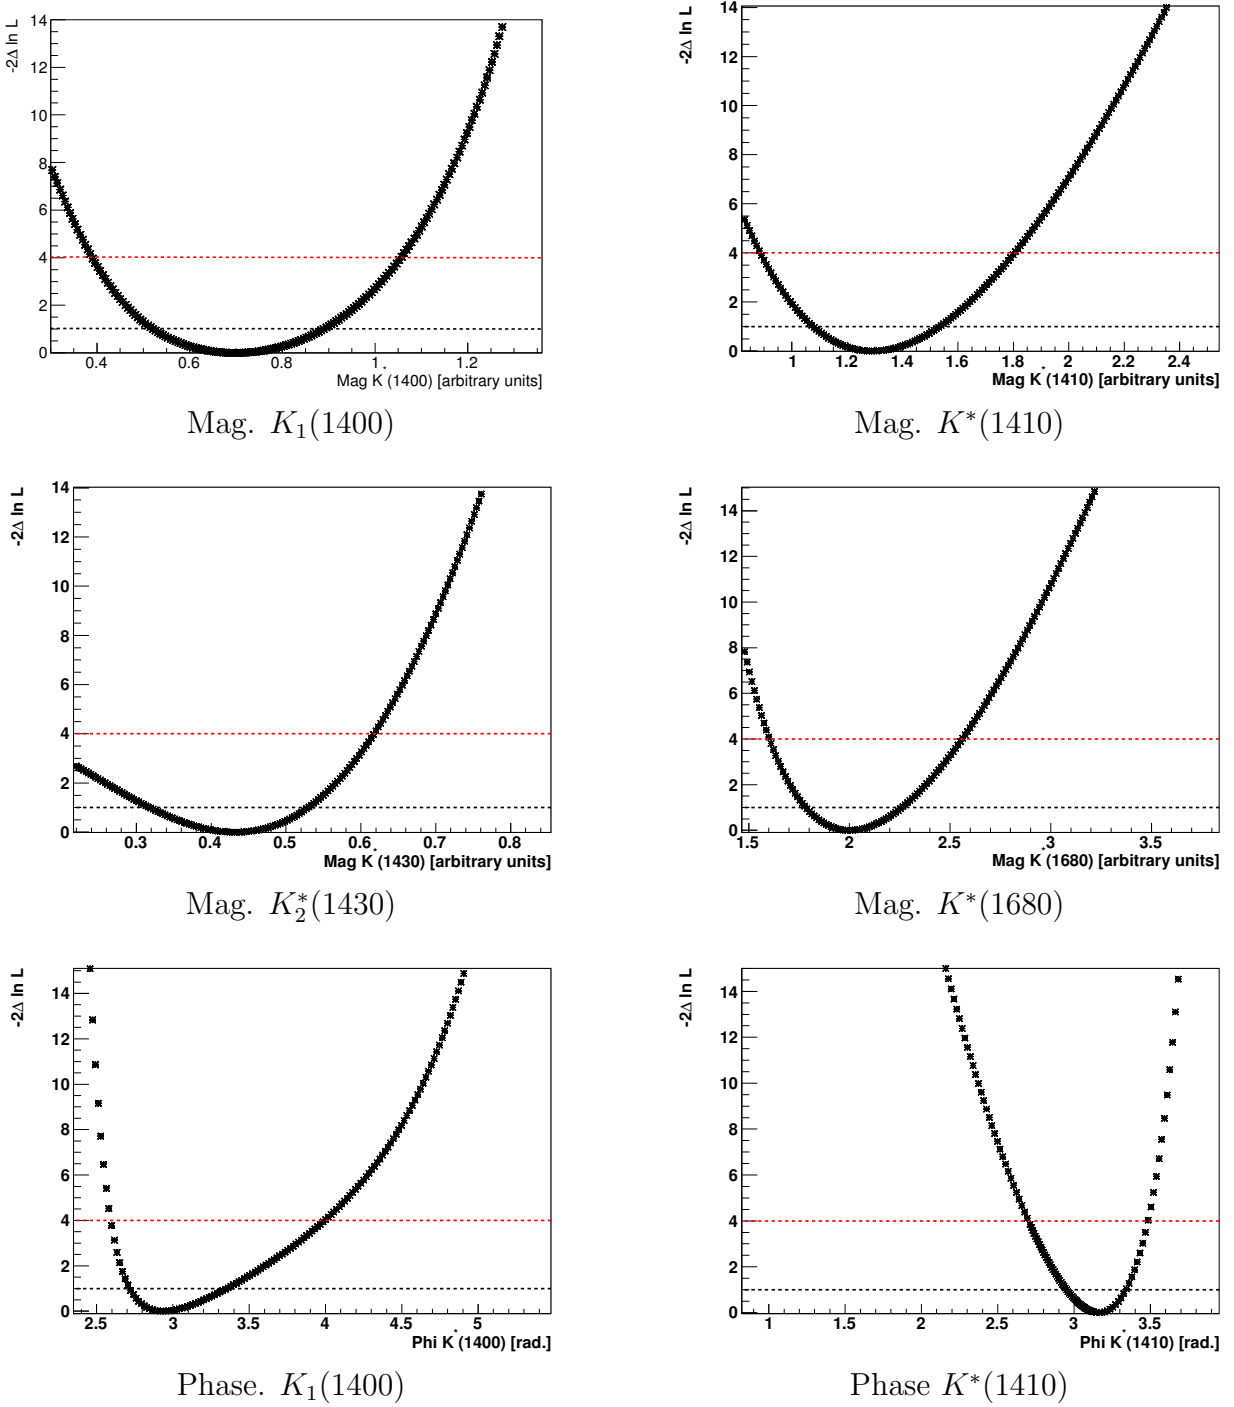 -2Δ ln L
14
12
10
8
6
4
2
0
0.4 0.6 0.8 1 1.2
Mag K*(1400) [arbitrary units]
Mag. K₁(1400)
-2Δ ln L
14
12
10
8
6
4
2
0
1 1.2 1.4 1.6 1.8 2 2.2 2.4
Mag K*(1410) [arbitrary units]
Mag. K*(1410)
-2Δ ln L
14
12
10
8
6
4
2
0
0.3 0.4 0.5 0.6 0.7 0.8
Mag K*(1430) [arbitrary units]
Mag. K₂*(1430)
-2Δ ln L
14
12
10
8
6
4
2
0
1.5 2 2.5 3 3.5
Mag K*(1680) [arbitrary units]
Mag. K*(1680)
-2Δ ln L
14
12
10
8
6
4
2
0
2.5 3 3.5 4 4.5 5
Phi K*(1400) [rad.]
Phase. K₁(1400)
-2Δ ln L
14
12
10
8
6
4
2
0
1 1.5 2 2.5 3 3.5
Phi K*(1410) [rad.]
Phase K*(1410)